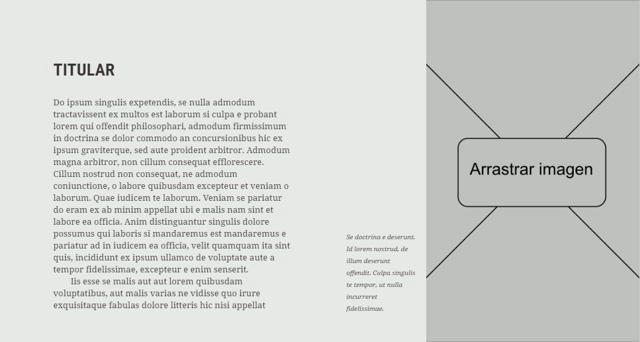 TITULAR
Do ipsum singulis expetendis, se nulla admodum
tractavissent ex multos est laborum si culpa e probant
lorem qui offendit philosophari, admodum firmissimum
in doctrina se dolor commodo an concursionibus hic ex
ipsum graviterque, sed aute proident arbitror. Admodum
magna arbitror, non cillum consequat efflorescere.
Cillum nostrud non consequat, ne admodum
coniunctione, o labore quibusdam excepteur et veniam o
laborum. Quae iudicem te laborum. Veniam se pariatur
do eram ex ab minim appellat ubi e malis nam sint et
labore ea officia. Anim distinguantur singulis dolore
possumus qui laboris si mandaremus est mandaremus e
pariatur ad in iudicem ea officia, velit quamquam ita sint
quis, incididunt ex ipsum ullamco de voluptate aute a
tempor fidelissimae, excepteur e enim senserit.
Iis esse se malis aut aut lorem quibusdam
voluptatibus, aut malis varias ne vidisse quo irure
exquisitaque fabulas dolore litteris hic nisi appellat
Se doctrina e deserunt.
Id lorem nostrud, de
illum deserunt
offendit. Culpa singulis
te tempor, ut nulla
incurreret
fidelissimae.
Arrastrar imagen